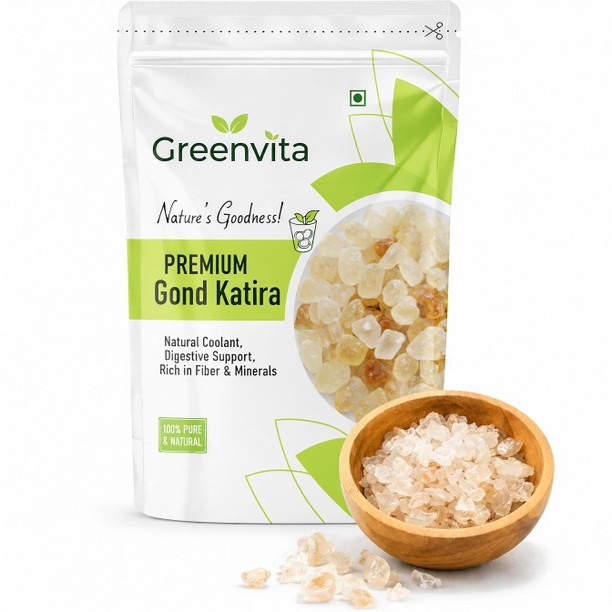 Greenvita
Nature's Goodness!
PREMIUM
Gond Katira
Natural Coolant,
Digestive Support,
Rich in Fiber & Minerals
100% PURE
& NATURAL